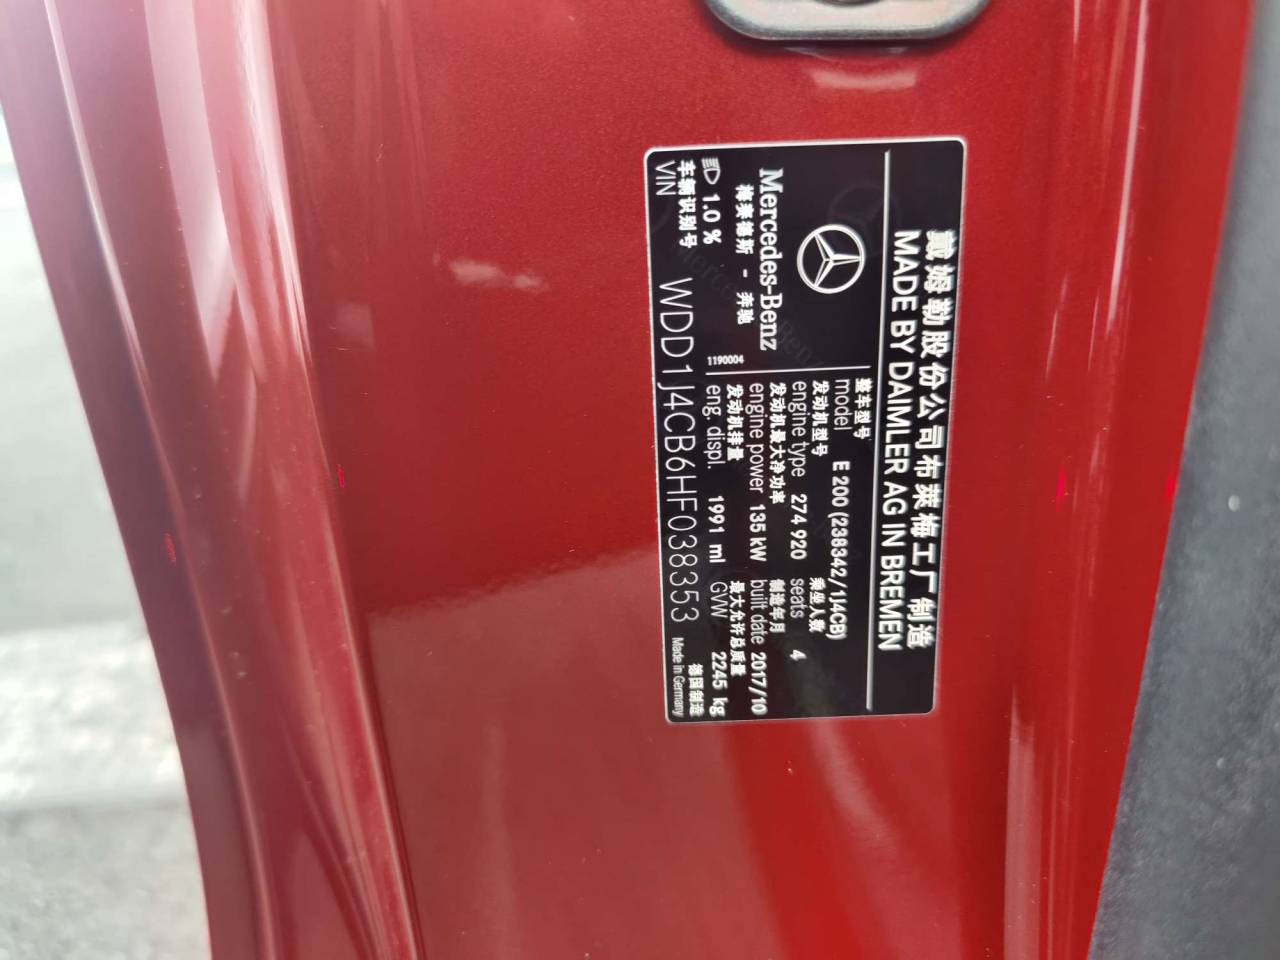 戴姆勒股份公司布莱梅工厂制造
MADE BY DAIMLER AG IN BREMEN
Mercedes-Benz
梅赛德斯 - 奔驰
1.0 %
1190004
整车型号
model E 200 (238342/1J4CB)
发动机型号 乘坐人数
engine type 274 920 seats 4
发动机最大净功率 制造年月
engine power 135 kW built date 2017/10
发动机排量 最大允许总质量
eng. displ. 1991 ml GVW 2245 kg
车辆识别号 德国制造
VIN WDD1J4CB6HF038353 Made in Germany